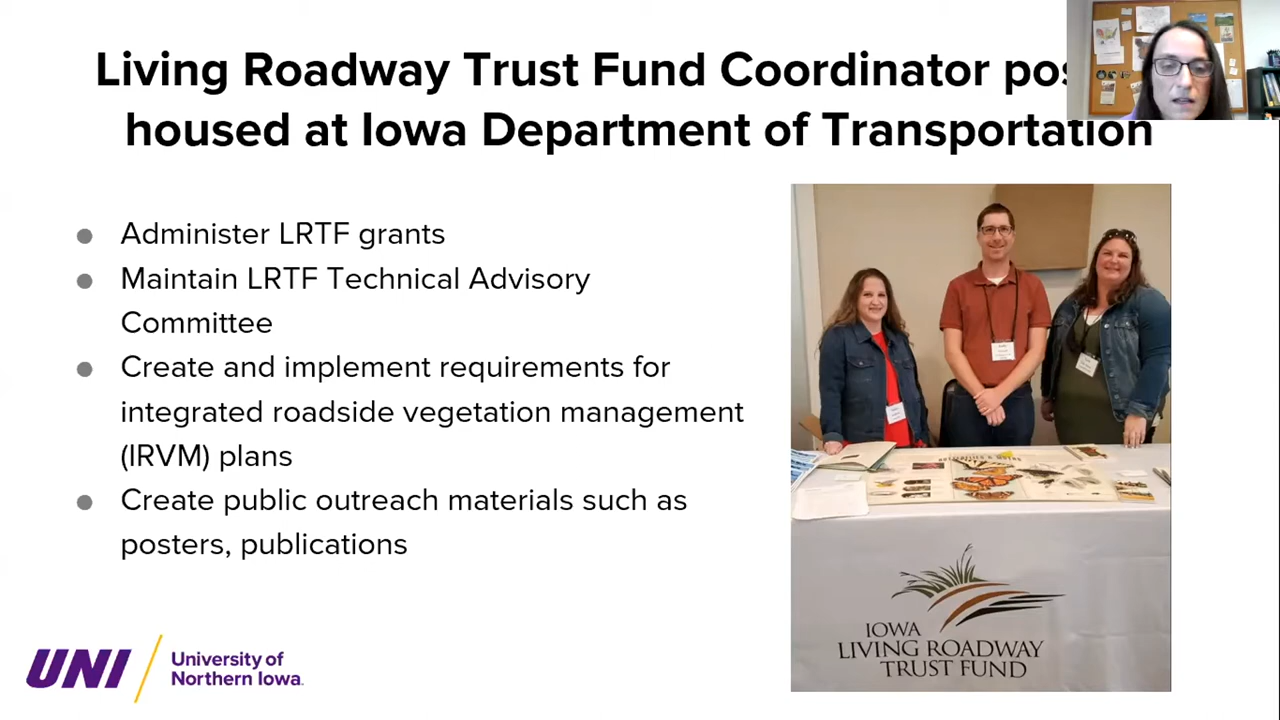 Living Roadway Trust Fund Coordinator pos
housed at Iowa Department of Transportation
Administer LRTF grants
Maintain LRTF Technical Advisory
Committee
Create and implement requirements for
integrated roadside vegetation management
(IRVM) plans
Create public outreach materials such as
posters, publications
IOWA
LIVING ROADWAY
TRUST FUND
UNI University of
Northern Iowa.